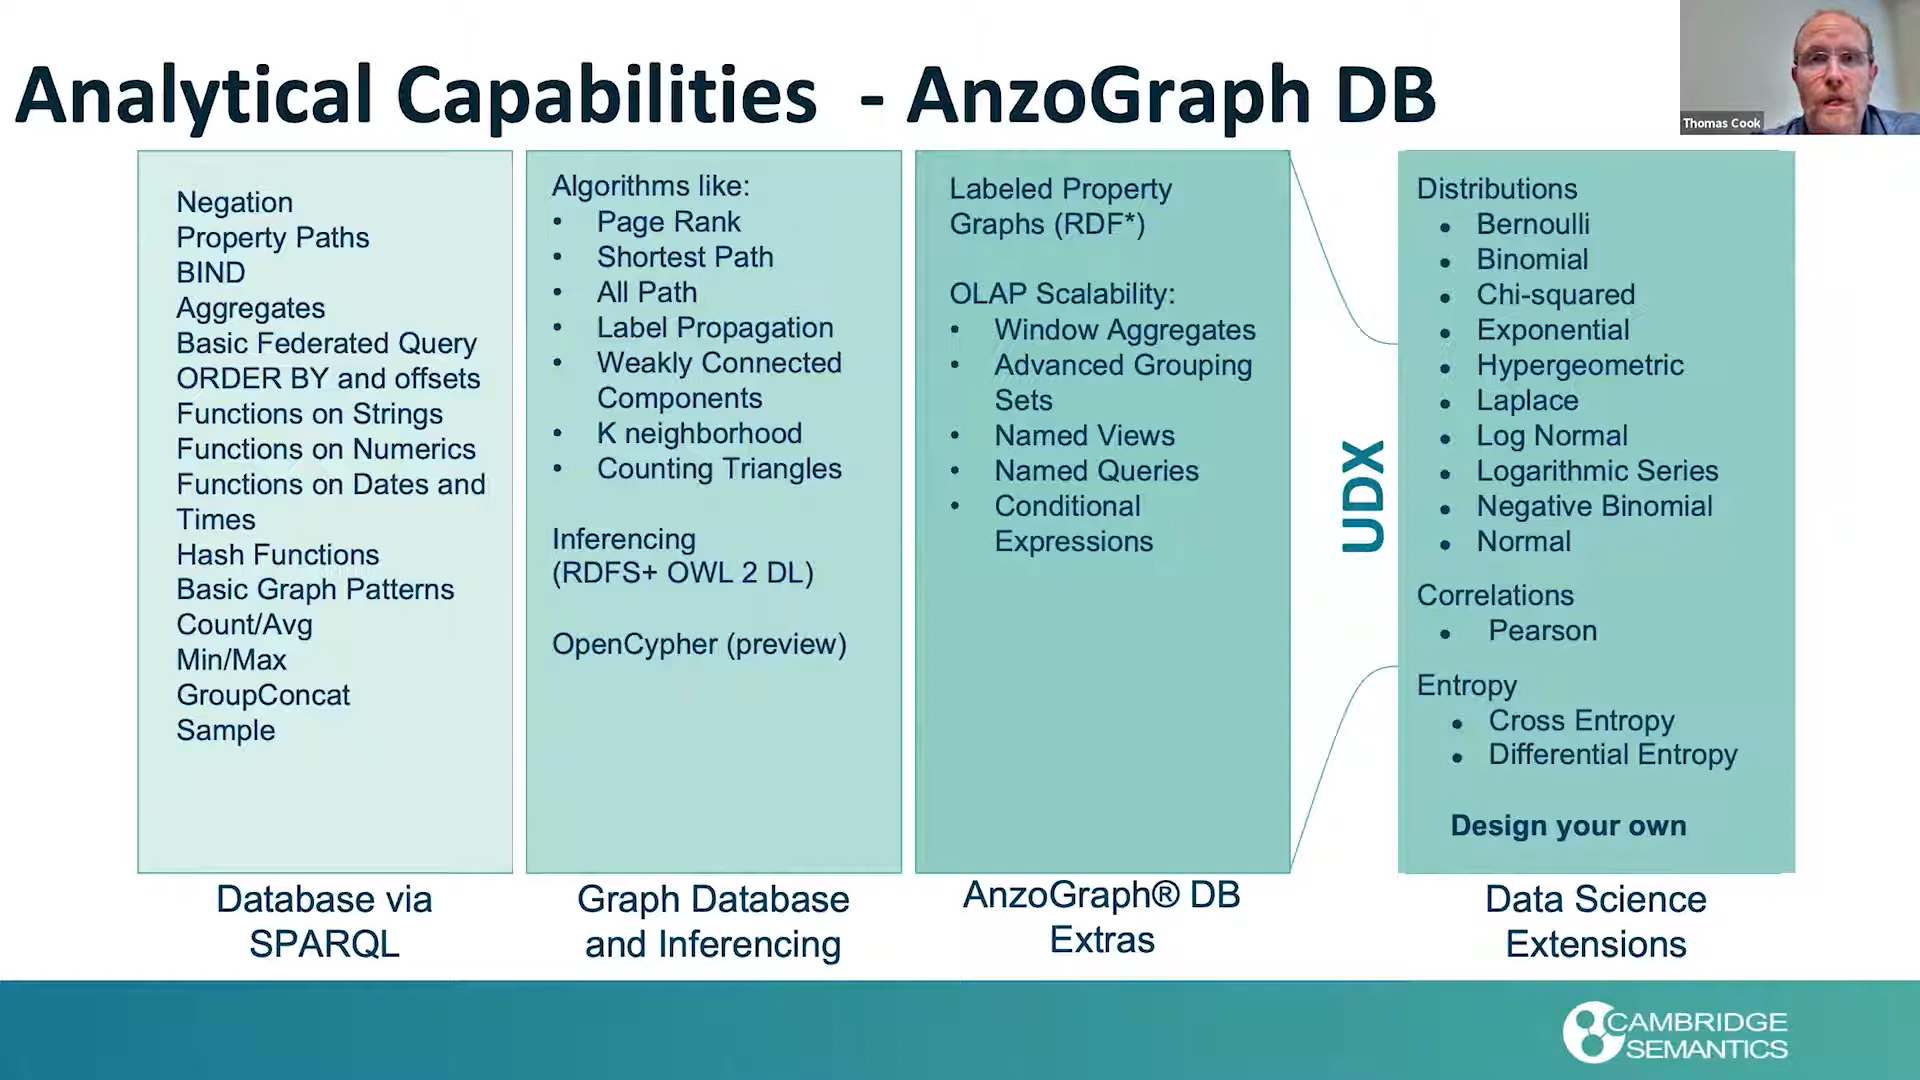 Analytical Capabilities - AnzoGraph DB
Thomas Cook
Negation
Property Paths
BIND
Aggregates
Basic Federated Query
ORDER BY and offsets
Functions on Strings
Functions on Numerics
Functions on Dates and
Times
Hash Functions
Basic Graph Patterns
Count/Avg
Min/Max
GroupConcat
Sample
Database via
SPARQL
Algorithms like:
• Page Rank
• Shortest Path
• All Path
• Label Propagation
• Weakly Connected
Components
• K neighborhood
• Counting Triangles
Inferencing
(RDFS+ OWL 2 DL)
OpenCypher (preview)
Graph Database
and Inferencing
Labeled Property
Graphs (RDF*)
OLAP Scalability:
• Window Aggregates
• Advanced Grouping
Sets
• Named Views
• Named Queries
• Conditional
Expressions
AnzoGraph® DB
Extras
UDX
Distributions
• Bernoulli
• Binomial
• Chi-squared
• Exponential
• Hypergeometric
• Laplace
• Log Normal
• Logarithmic Series
• Negative Binomial
• Normal
Correlations
• Pearson
Entropy
• Cross Entropy
• Differential Entropy
Design your own
Data Science
Extensions
CAMBRIDGE
SEMANTICS